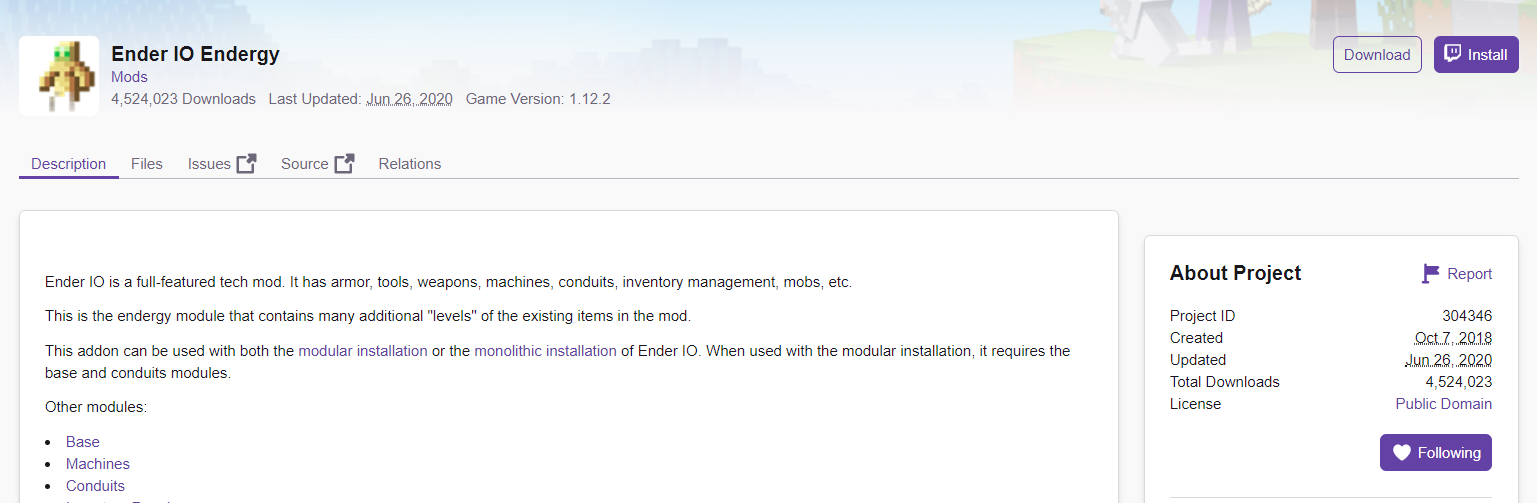 Ender IO Endergy
Mods
4,524,023 Downloads Last Updated: Jun 26, 2020 Game Version: 1.12.2
Download
Install
Description Files Issues Source Relations
Ender IO is a full-featured tech mod. It has armor, tools, weapons, machines, conduits, inventory management, mobs, etc.
This is the endergy module that contains many additional "levels" of the existing items in the mod.
This addon can be used with both the modular installation or the monolithic installation of Ender IO. When used with the modular installation, it requires the
base and conduits modules.
Other modules:
Base
Machines
Conduits
About Project
Report
Project ID 304346
Created Oct 7, 2018
Updated Jun 26, 2020
Total Downloads 4,524,023
License Public Domain
Following